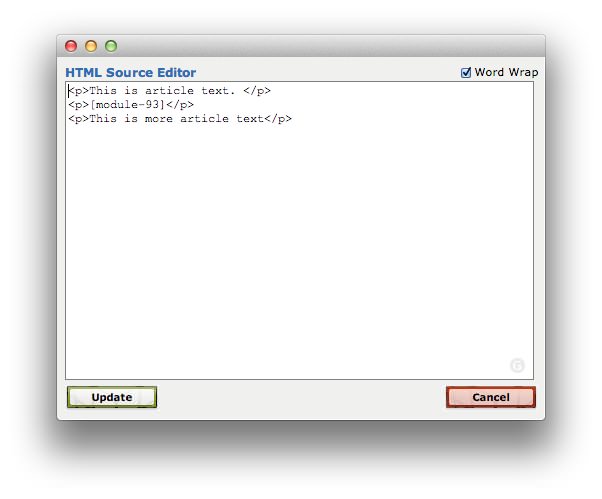 HTML Source Editor
Word Wrap
<p>This is article text. </p>
<p>[module-93]</p>
<p>This is more article text</p>
G
Update
Cancel